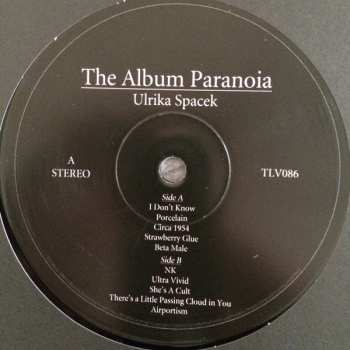 The Album Paranoia
Ulrika Spacek
A
STEREO
TLV086
Side A
I Don't Know
Porcelain
Circa 1954
Strawberry Glue
Beta Male
Side B
NK
Ultra Vivid
She's A Cult
There's a Little Passing Cloud in You
Airportism